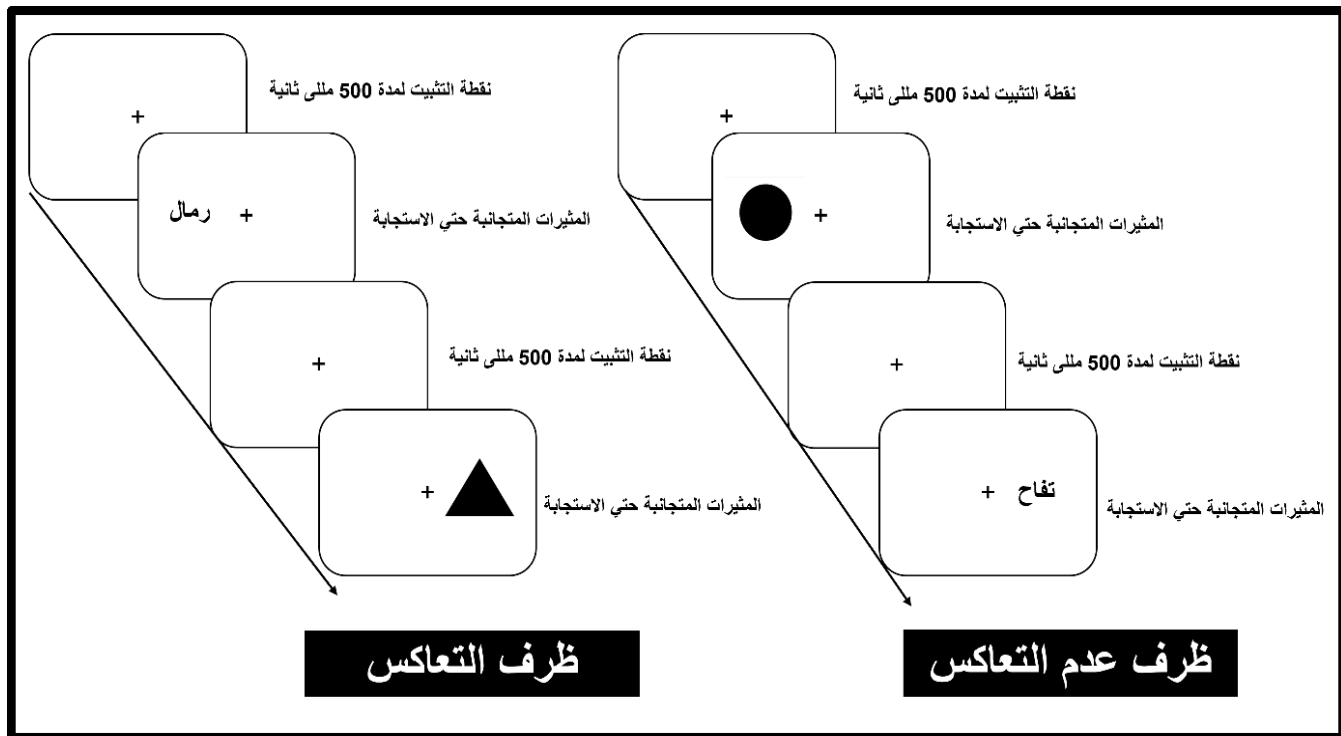 نقطة التثبيت لمدة 500 مللى ثانية
+
رمال +
المثيرات المتجانبة حتي الاستجابة
+
نقطة التثبيت لمدة 500 مللى ثانية
+
المثيرات المتجانبة حتي الاستجابة
ظرف التعاكس
نقطة التثبيت لمدة 500 مللى ثانية
+
+
المثيرات المتجانبة حتي الاستجابة
+
نقطة التثبيت لمدة 500 مللى ثانية
+ تفاح
المثيرات المتجانبة حتي الاستجابة
ظرف عدم التعاكس